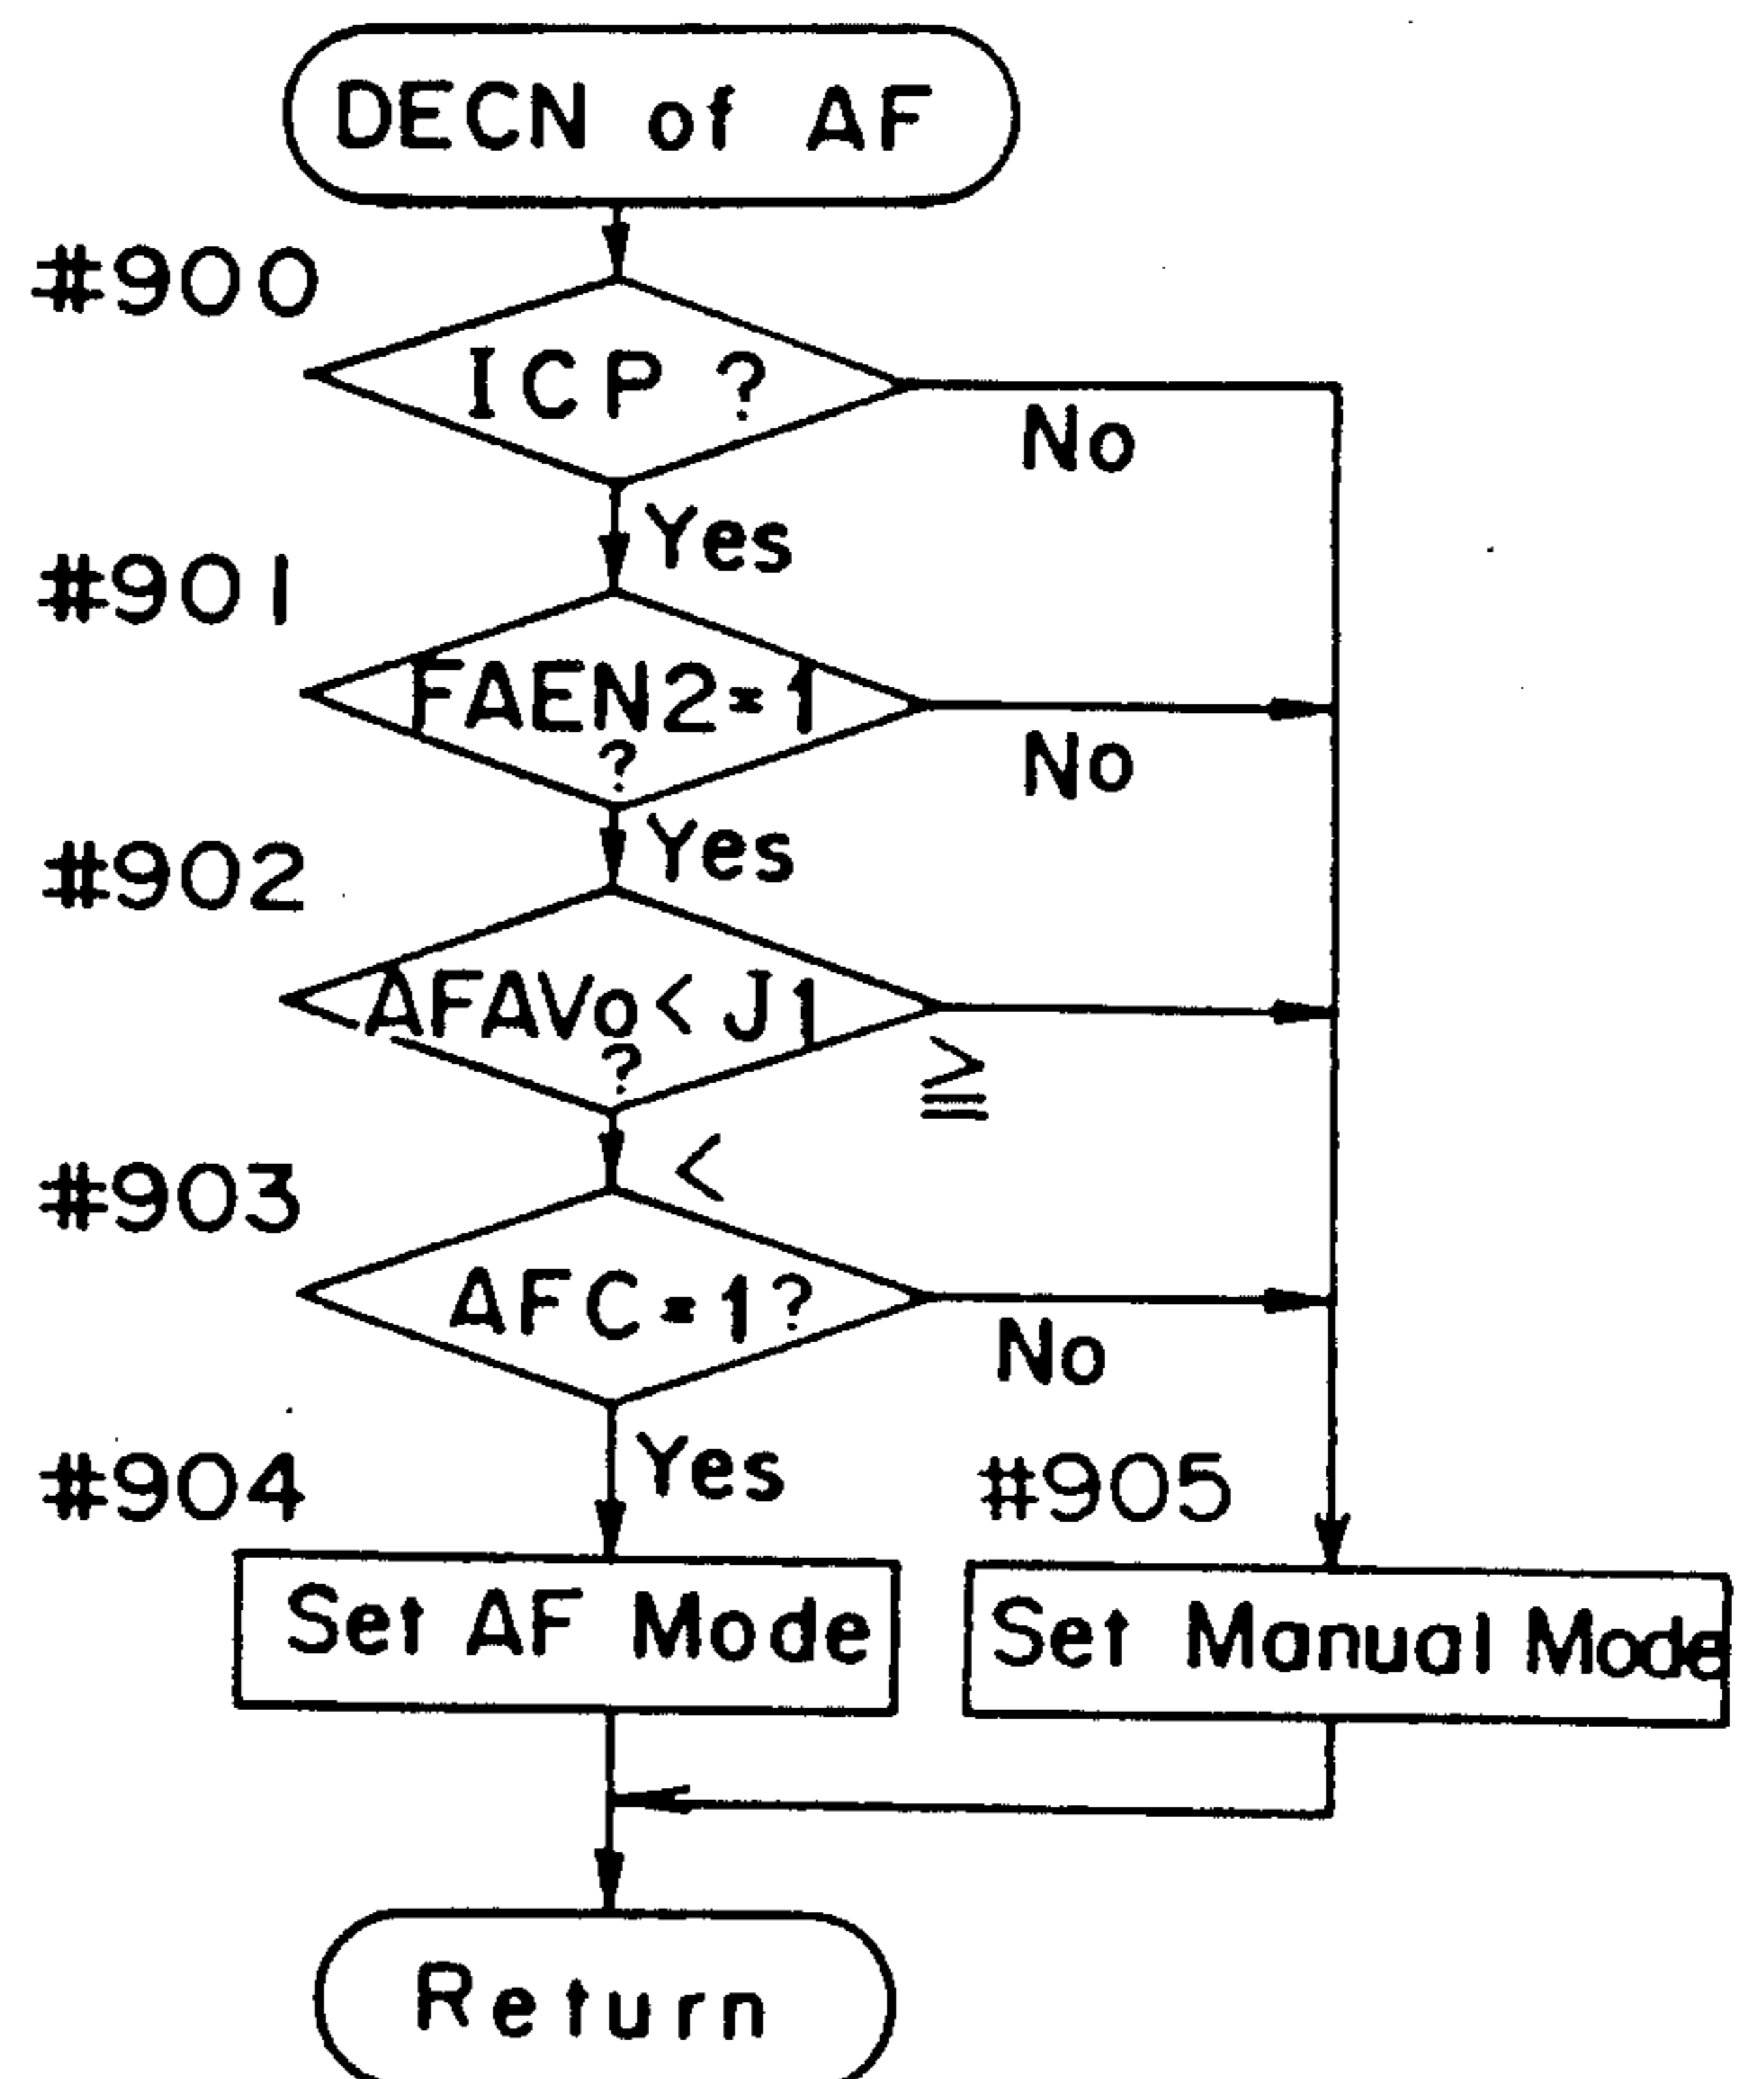 DECN of AF
#900
ICP ?
No
Yes
#901
FAEN2=1
?
No
Yes
#902
AFAVo< J1
?
≧
<
#903
AFC=1?
No
Yes
#904
#905
Set AF Mode
Set Manual Mode
Return